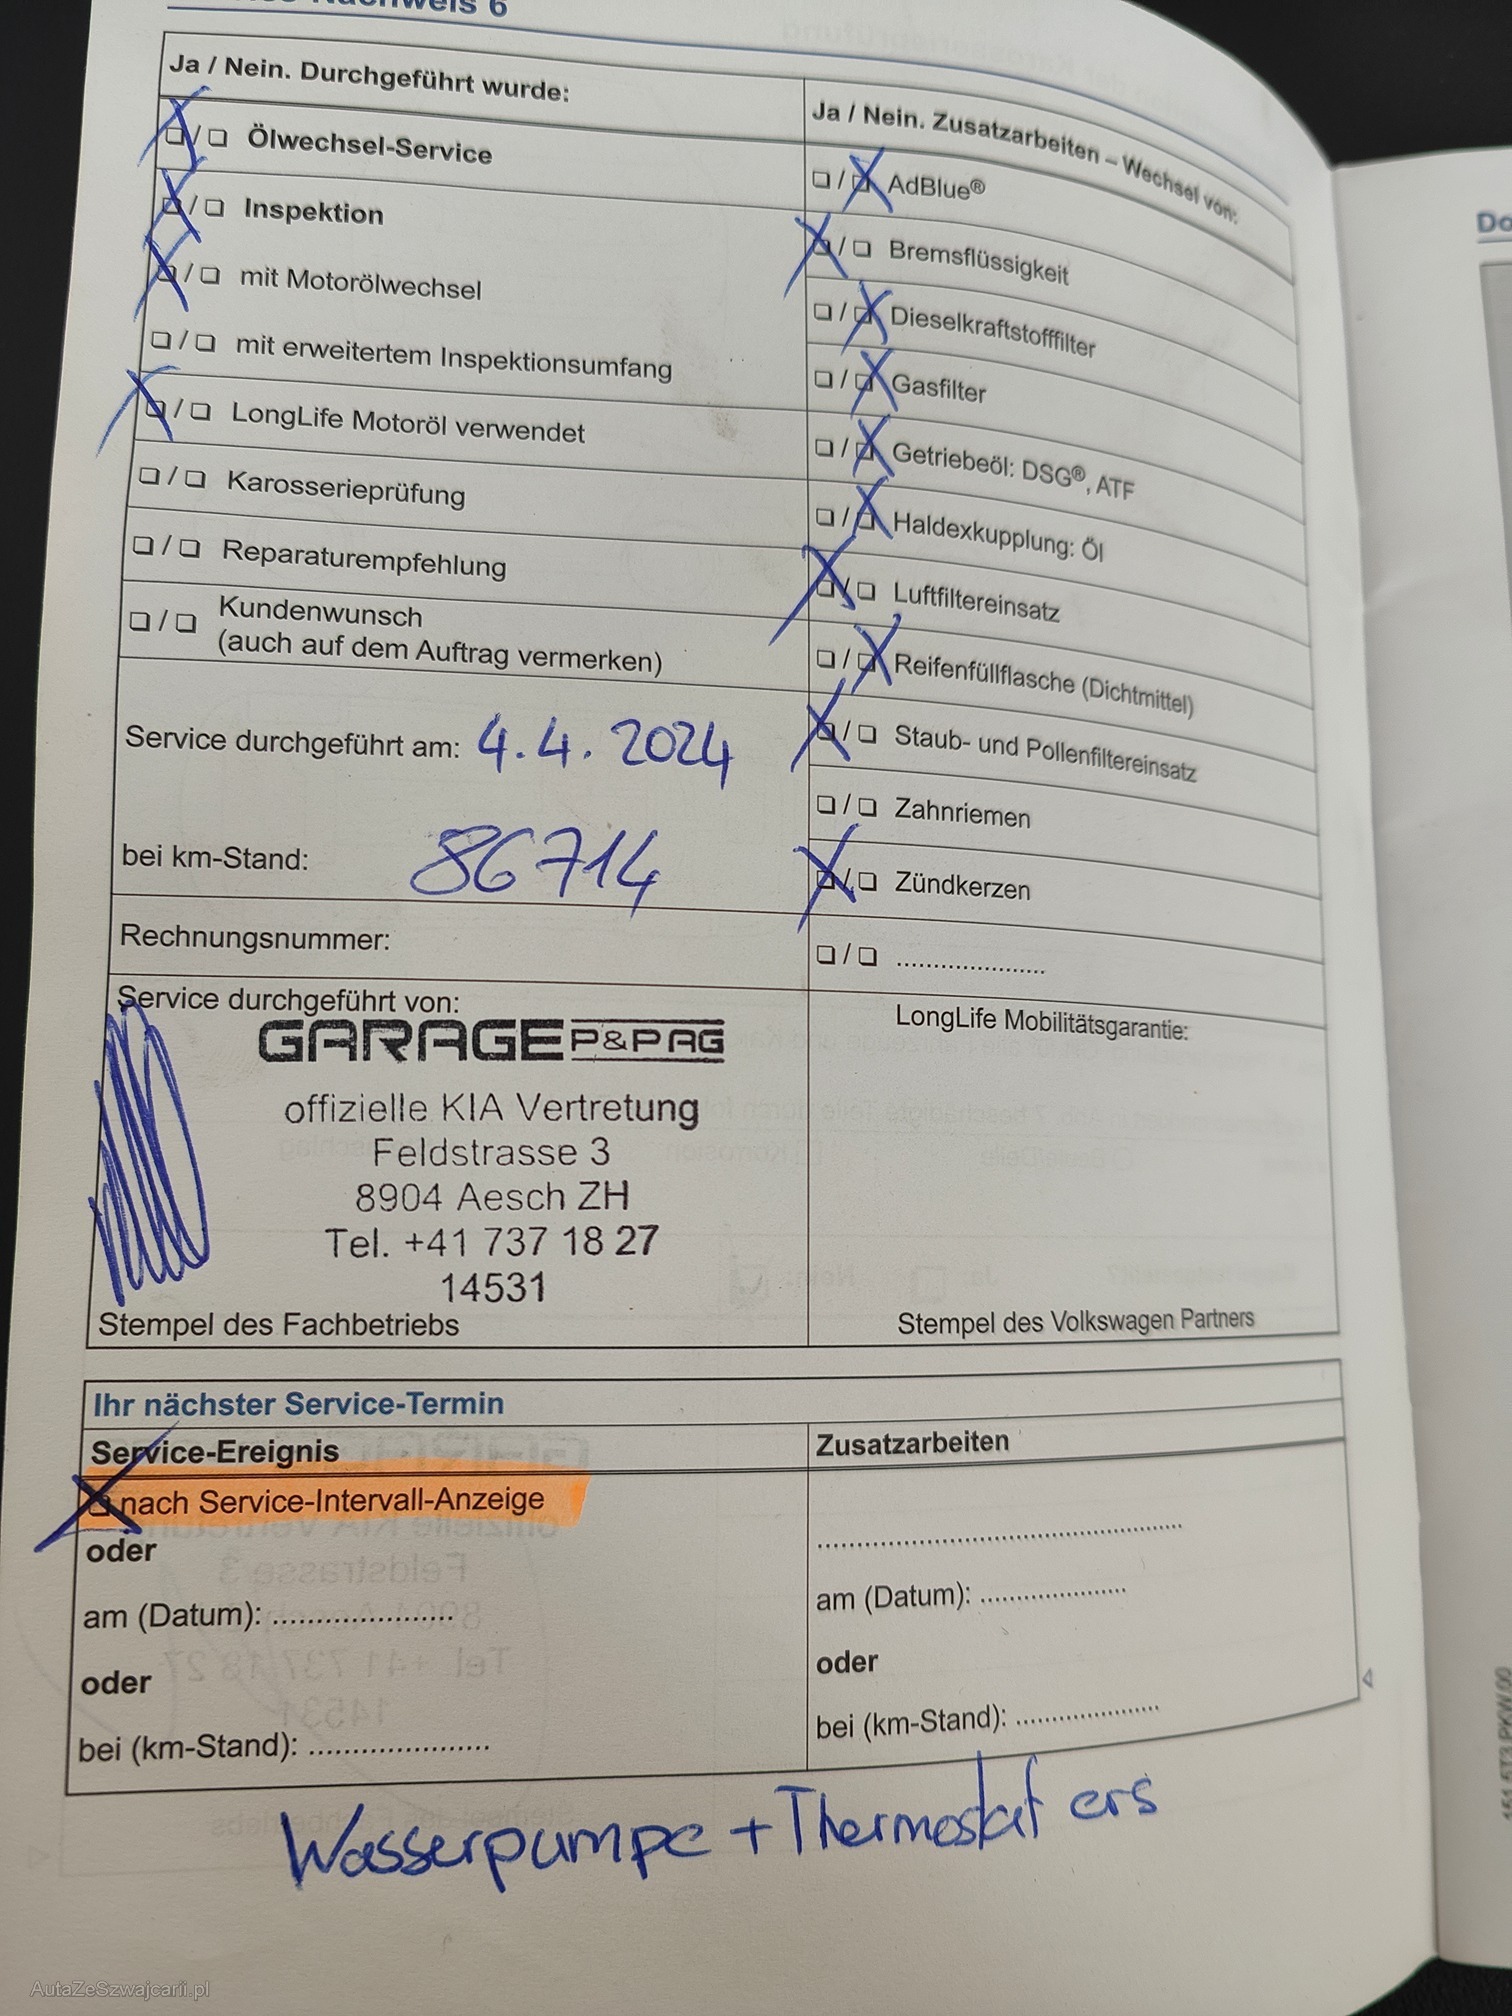 Nachweis 6
Ja / Nein. Durchgeführt wurde:
❏ / ❏ Ölwechsel-Service
❏ / ❏ Inspektion
❏ / ❏ mit Motorölwechsel
❏ / ❏ mit erweitertem Inspektionsumfang
❏ / ❏ LongLife Motoröl verwendet
❏ / ❏ Karosserieprüfung
❏ / ❏ Reparaturempfehlung
❏ / ❏ Kundenwunsch
(auch auf dem Auftrag vermerken)
Service durchgeführt am: 4.4.2024
bei km-Stand: 86714
Rechnungsnummer:
Service durchgeführt von:
GARAGE P&P AG
offizielle KIA Vertretung
Feldstrasse 3
8904 Aesch ZH
Tel. +41 737 18 27
14531
Stempel des Fachbetriebs
Ja / Nein. Zusatzarbeiten – Wechsel von:
❏ / ❏ AdBlue®
❏ / ❏ Bremsflüssigkeit
❏ / ❏ Dieselkraftstofffilter
❏ / ❏ Gasfilter
❏ / ❏ Getriebeöl: DSG®, ATF
❏ / ❏ Haldexkupplung: Öl
❏ / ❏ Luftfiltereinsatz
❏ / ❏ Reifenfüllflasche (Dichtmittel)
❏ / ❏ Staub- und Pollenfiltereinsatz
❏ / ❏ Zahnriemen
❏ / ❏ Zündkerzen
❏ / ❏ .....................
LongLife Mobilitätsgarantie:
Stempel des Volkswagen Partners
Ihr nächster Service-Termin
Service-Ereignis
❏ nach Service-Intervall-Anzeige
oder
am (Datum): .....................
oder
bei (km-Stand): .....................
Zusatzarbeiten
..........................................
am (Datum): .....................
oder
bei (km-Stand): .....................
Wasserpumpe + Thermostat ers
Do
AutaZeSzwajcarii.pl